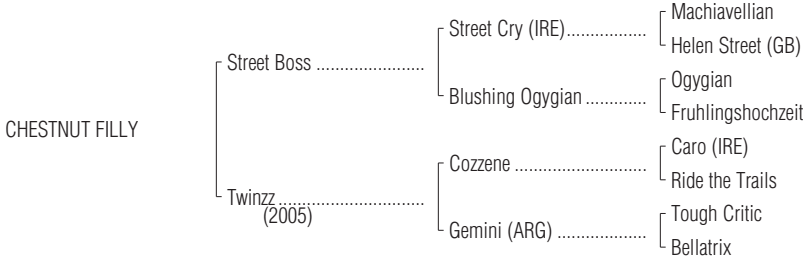 Machiavellian
Street Cry (IRE).................
Helen Street (GB)
Street Boss .......................
Ogygian
Blushing Ogygian .............
Fruhlingshochzeit
CHESTNUT FILLY
Caro (IRE)
Cozzene ............................
Ride the Trails
Twinzz...............................
(2005)
Tough Critic
Gemini (ARG) ...................
Bellatrix